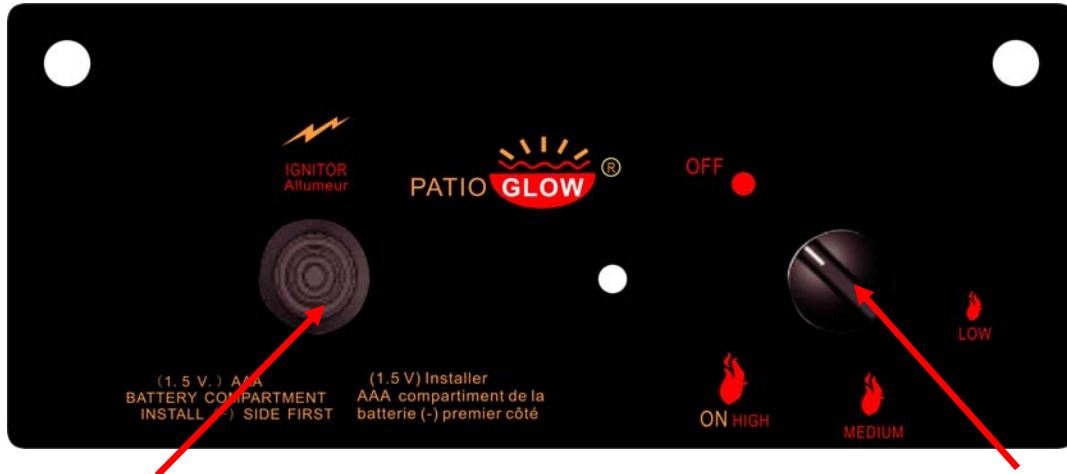 IGNITOR
Allumeur
PATIO GLOW ®
OFF
LOW
(1.5 V.) AAA
BATTERY COMPARTMENT
INSTALL (-) SIDE FIRST
(1.5 V) Installer
AAA compartiment de la
batterie (-) premier côté
ON HIGH
MEDIUM